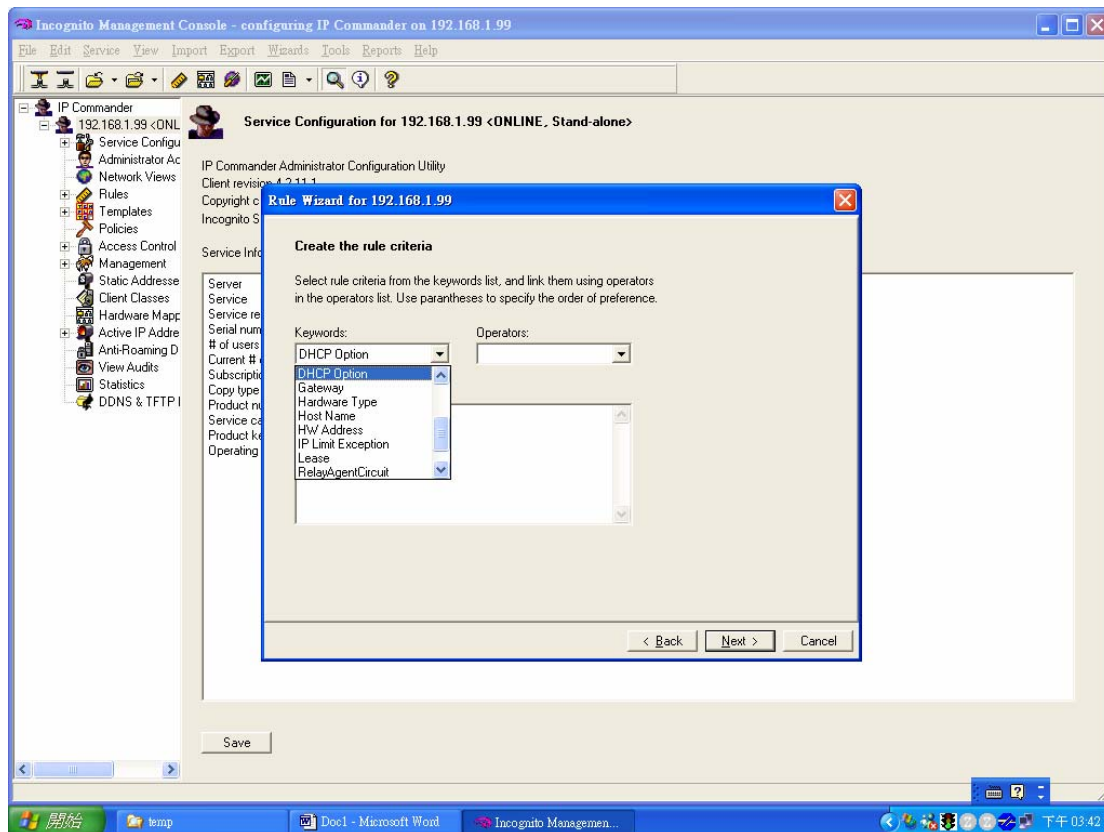 Incognito Management Console - configuring IP Commander on 192.168.1.99
File Edit Service View Import Export Wizards Tools Reports Help
IP Commander
192.168.1.99 <ONL
Service Configu
Administrator Ac
Network Views
Rules
Templates
Policies
Access Control
Management
Static Addresse
Client Classes
Hardware Mapp
Active IP Addre
Anti-Roaming D
View Audits
Statistics
DDNS & TFTP I
Service Configuration for 192.168.1.99 <ONLINE, Stand-alone>
IP Commander Administrator Configuration Utility
Client revision 4.2.11.1
Copyright c
Incognito S
Service Info
Server
Service
Service re
Serial num
# of users
Current #
Subscriptio
Copy type
Product nu
Service ca
Product ke
Operating
Rule Wizard for 192.168.1.99
Create the rule criteria
Select rule criteria from the keywords list, and link them using operators
in the operators list. Use parantheses to specify the order of preference.
Keywords: Operators:
DHCP Option
DHCP Option
Gateway
Hardware Type
Host Name
HW Address
IP Limit Exception
Lease
RelayAgentCircuit
< Back Next > Cancel
Save
開始 temp Doc1 - Microsoft Word Incognito Managemen... 下午 03:42